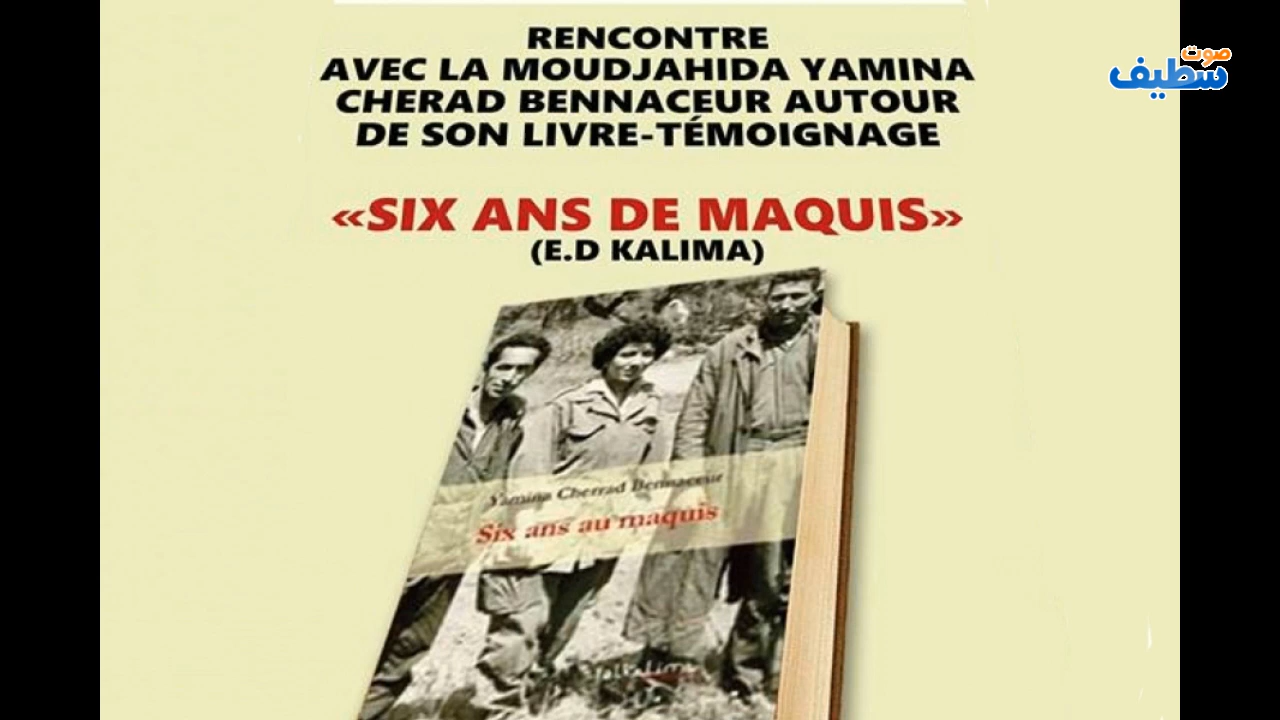 RENCONTRE
AVEC LA MOUDJAHIDA YAMINA
CHERAD BENNACEUR AUTOUR
DE SON LIVRE-TÉMOIGNAGE
«SIX ANS DE MAQUIS»
(E.D KALIMA)
صوت
سطيف
Yamina Cherrad Bennaceur
Six ans au maquis